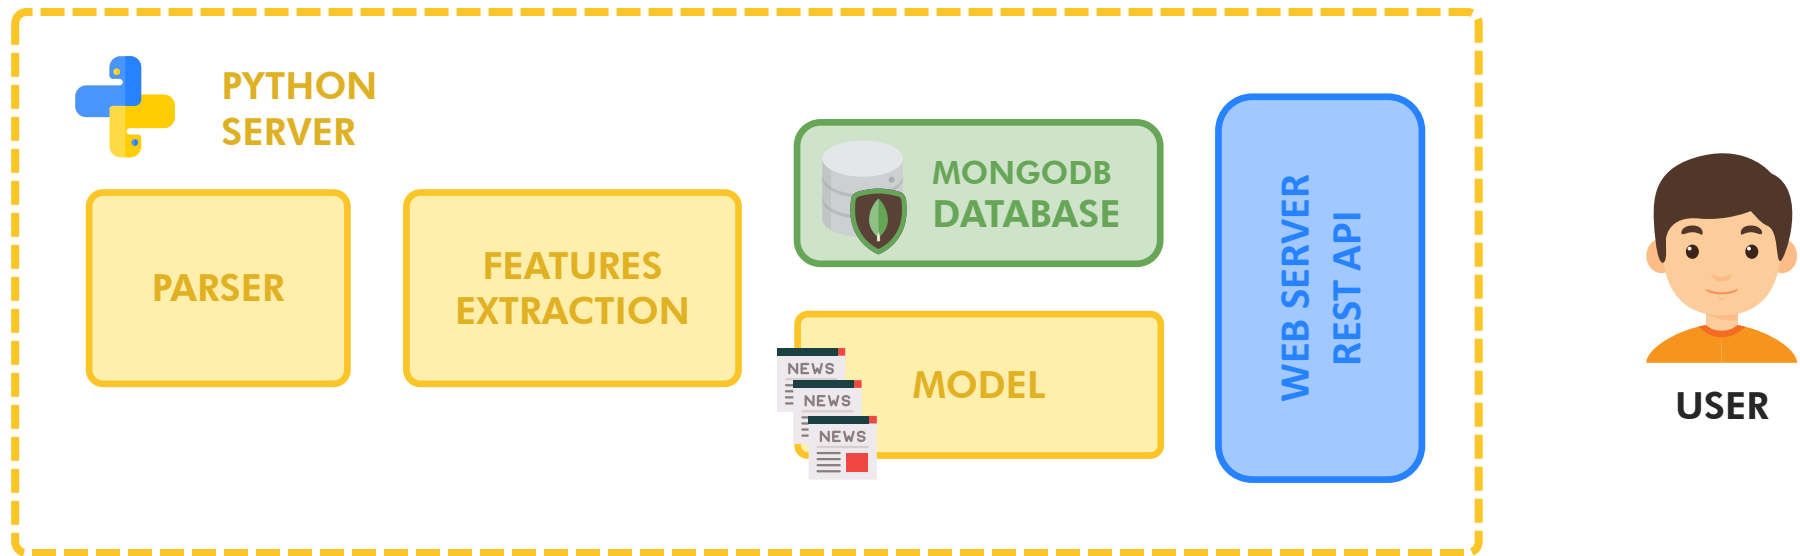 PYTHON
SERVER
PARSER
FEATURES
EXTRACTION
MONGODB
DATABASE
NEWS
NEWS
NEWS
MODEL
WEB SERVER
REST API
USER